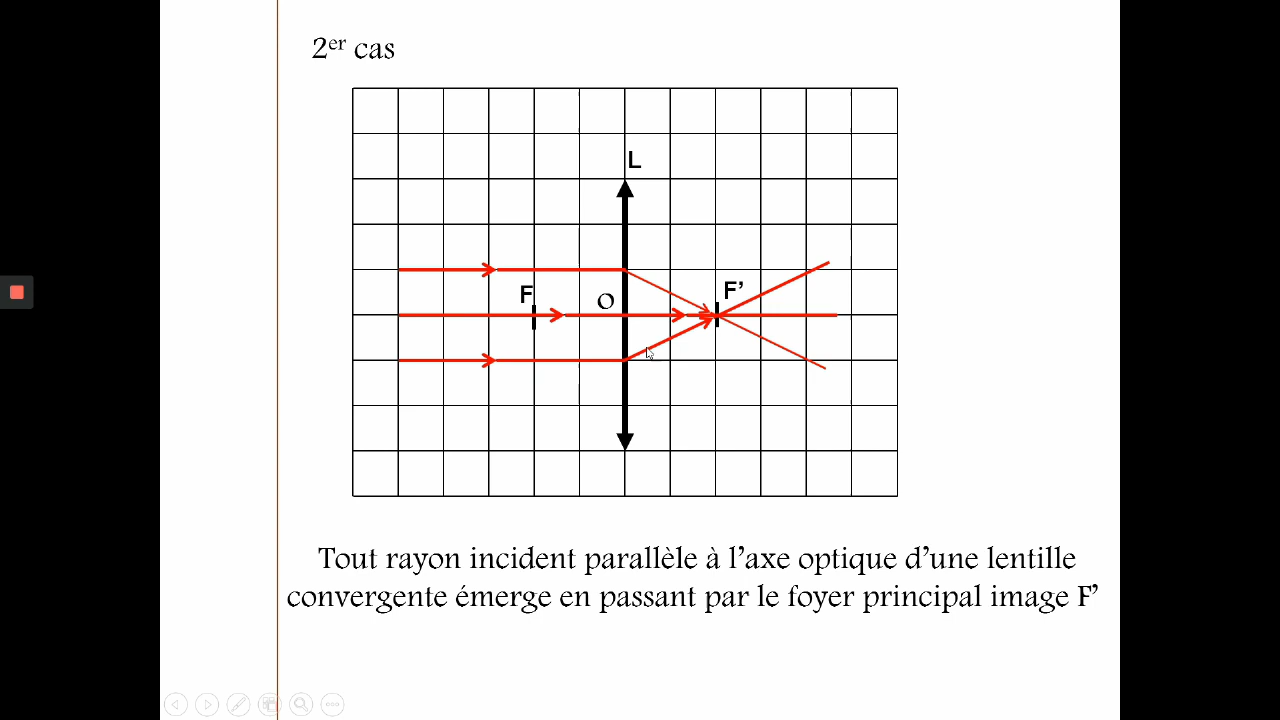 2er cas
L
F
O
F’
Tout rayon incident parallèle à l’axe optique d’une lentille
convergente émerge en passant par le foyer principal image F’